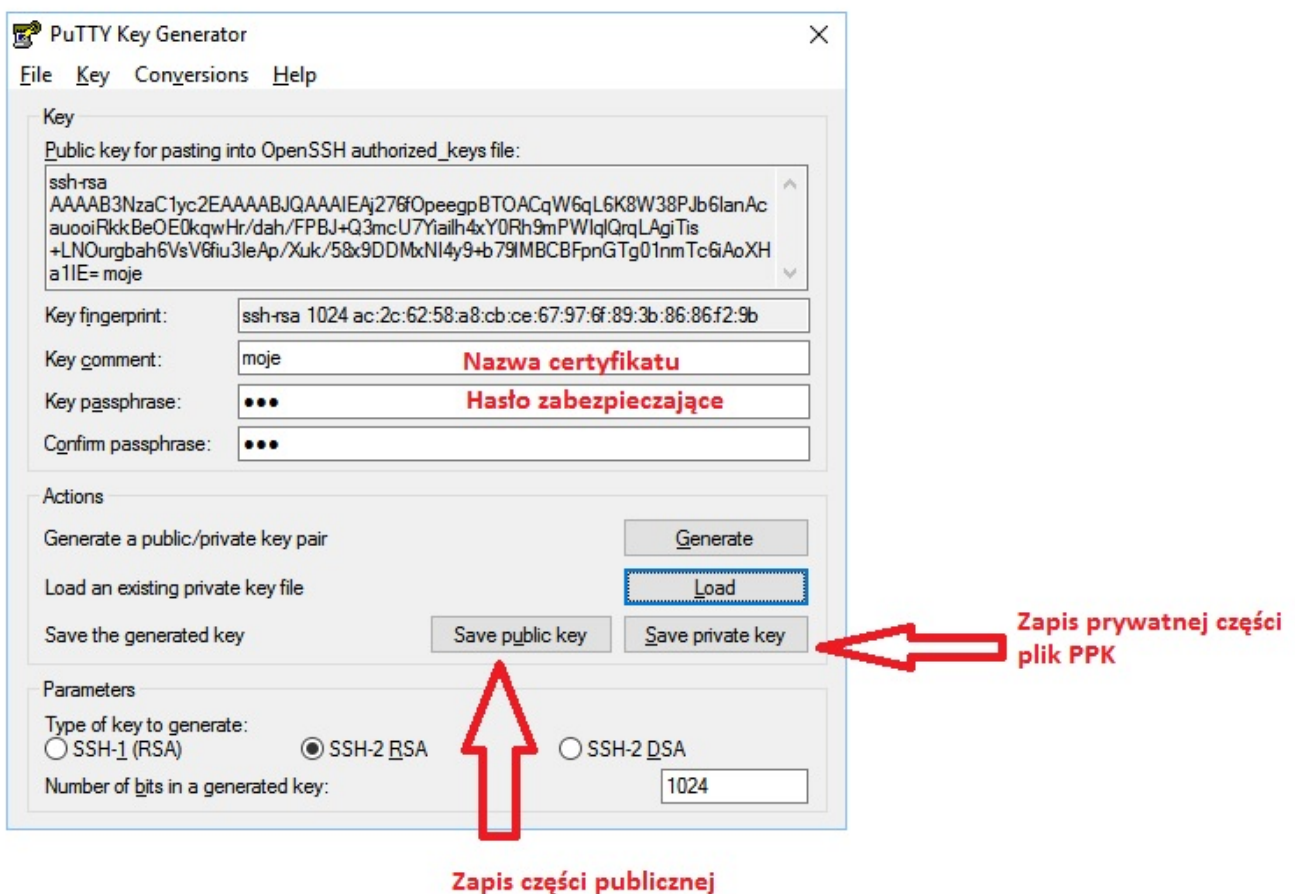 PuTTY Key Generator
File Key Conversions Help
Key
Public key for pasting into OpenSSH authorized_keys file:
ssh-rsa
AAAAB3NzaC1yc2EAAAABJQAAAIEAj276fOpeegpBTOACqW6qL6K8W38PJb6IanAc
auooiRkkBeOE0kqwHr/dah/FPBJ+Q3mcU7Yiailh4xY0Rh9mPWlqlQrqLAgiTis
+LNOurgbah6VsV6fiu3IeAp/Xuk/58x9DDMxNI4y9+b79IMBCBFpnGTg01nmTc6iAoXH
a1IE= moje
Key fingerprint: ssh-rsa 1024 ac:2c:62:58:a8:cb:ce:67:97:6f:89:3b:86:86:f2:9b
Key comment: moje Nazwa certyfikatu
Key passphrase: ●●● Hasło zabezpieczające
Confirm passphrase: ●●●
Actions
Generate a public/private key pair Generate
Load an existing private key file Load
Save the generated key Save public key Save private key
Zapis prywatnej części
plik PPK
Parameters
Type of key to generate:
SSH-1 (RSA) SSH-2 RSA SSH-2 DSA
Number of bits in a generated key: 1024
Zapis części publicznej